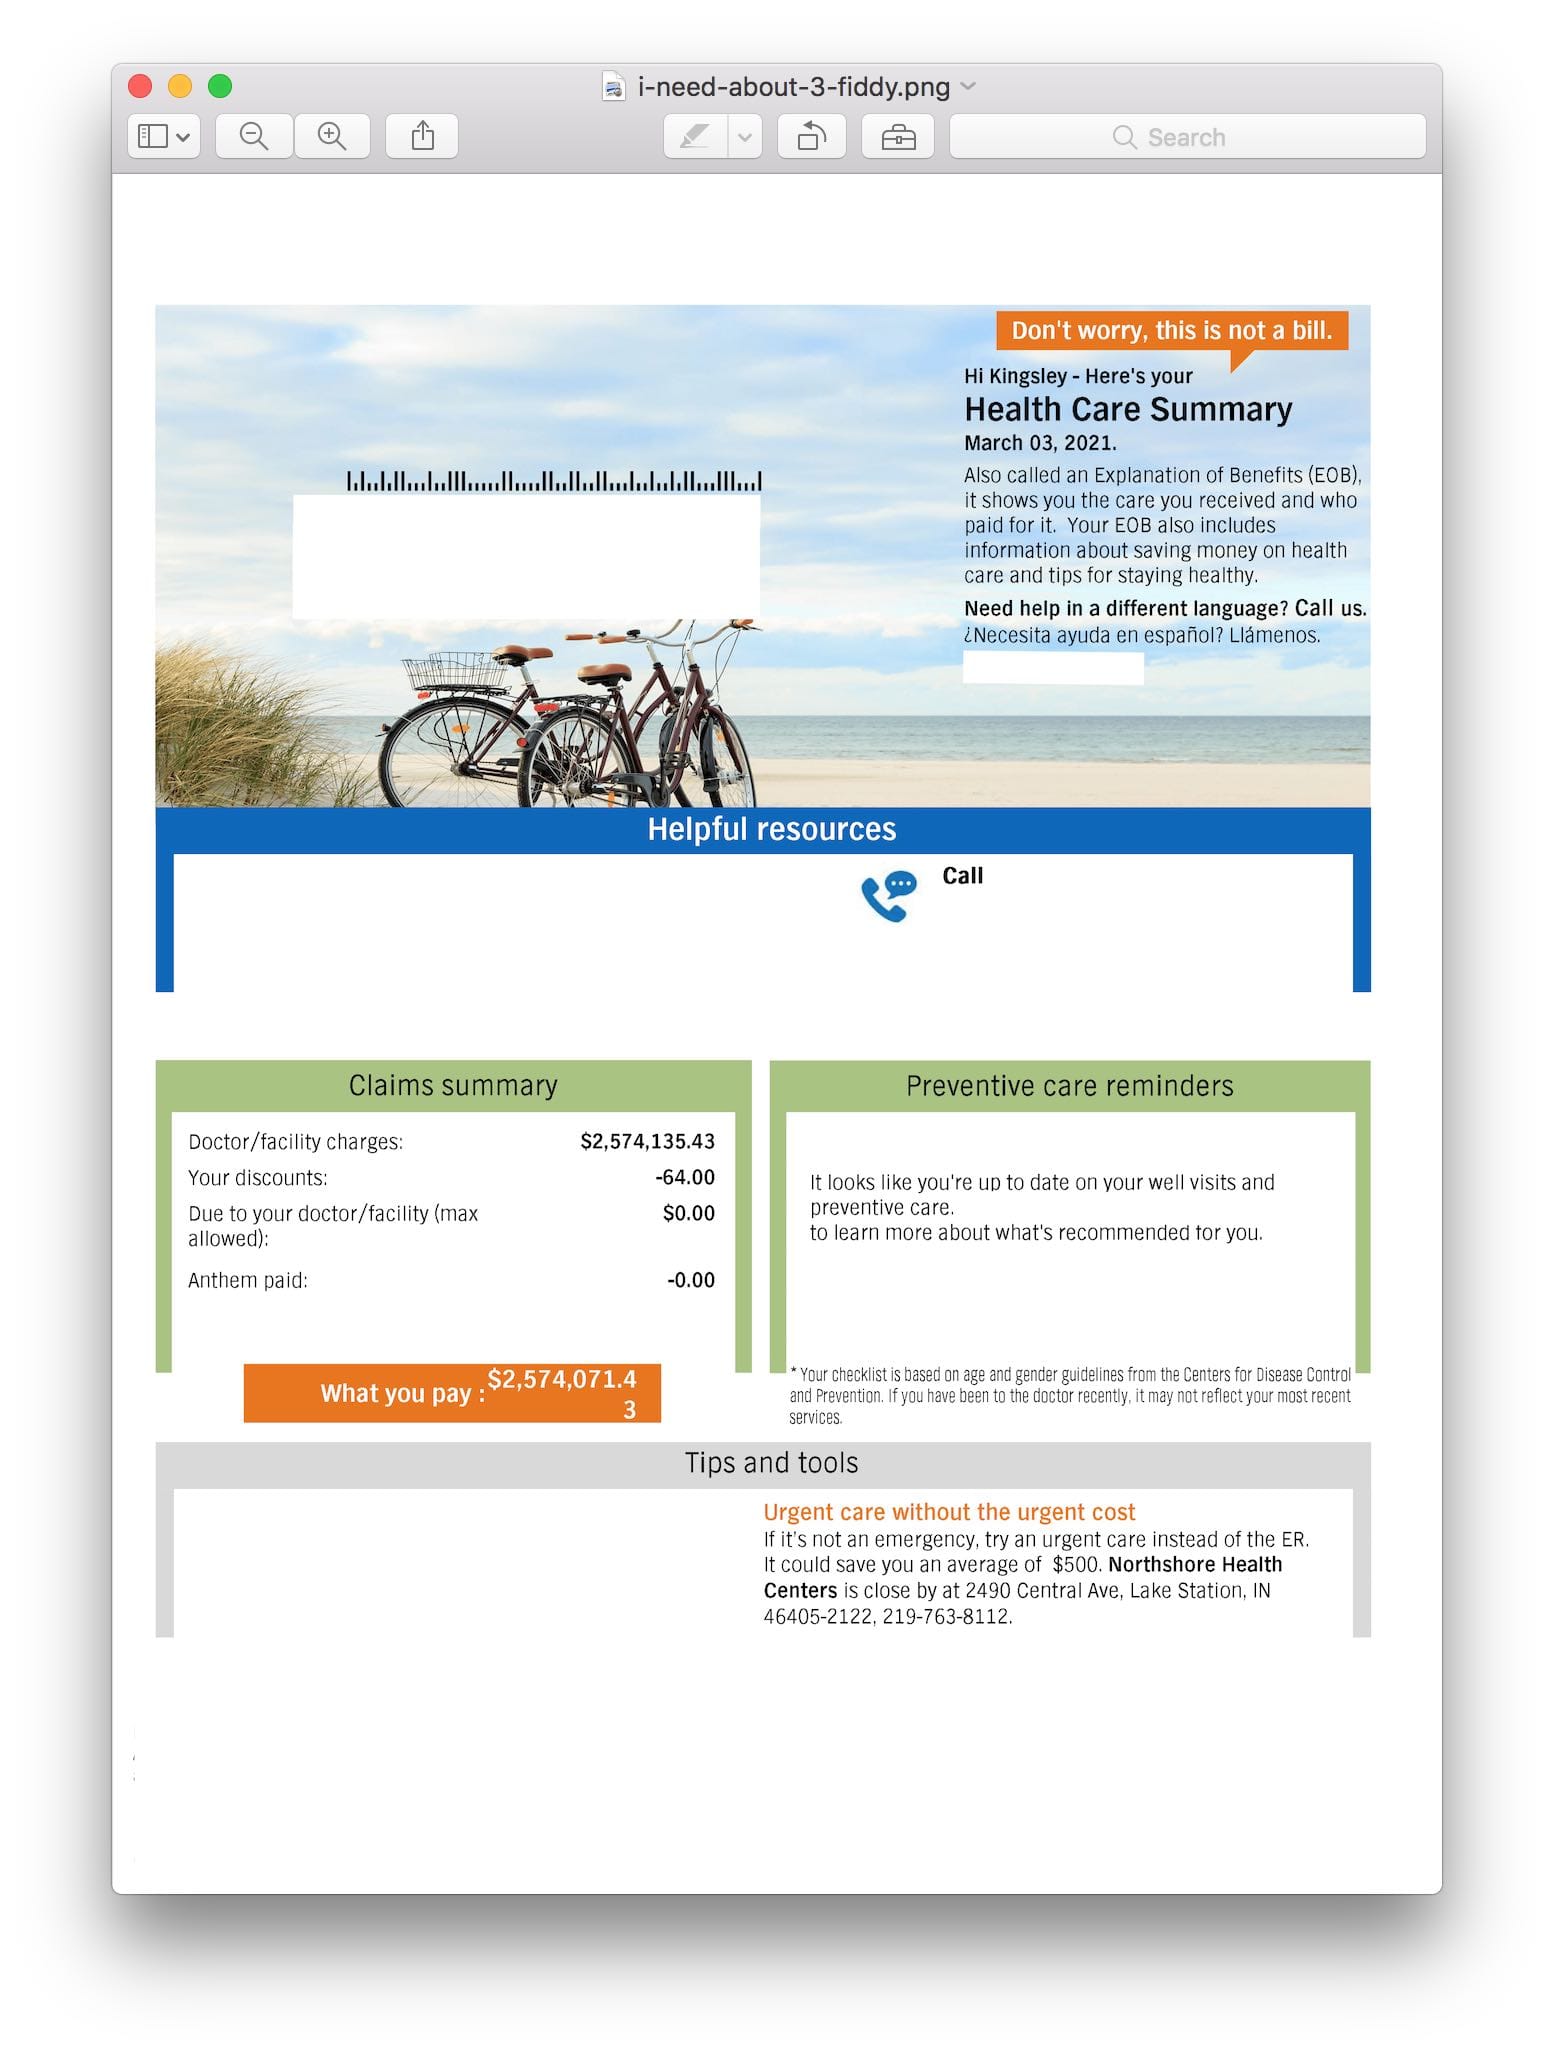 i-need-about-3-fiddy.png
Search
Don't worry, this is not a bill.
Hi Kingsley - Here's your
Health Care Summary
March 03, 2021.
Also called an Explanation of Benefits (EOB),
it shows you the care you received and who
paid for it.  Your EOB also includes
information about saving money on health
care and tips for staying healthy.
Need help in a different language? Call us.
¿Necesita ayuda en español? Llámenos.
Helpful resources
Call
Claims summary
Doctor/facility charges: $2,574,135.43
Your discounts: -64.00
Due to your doctor/facility (max $0.00
allowed):
Anthem paid: -0.00
What you pay : $2,574,071.4
3
Preventive care reminders
It looks like you're up to date on your well visits and
preventive care.
to learn more about what's recommended for you.
* Your checklist is based on age and gender guidelines from the Centers for Disease Control
and Prevention. If you have been to the doctor recently, it may not reflect your most recent
services.
Tips and tools
Urgent care without the urgent cost
If it's not an emergency, try an urgent care instead of the ER.
It could save you an average of  $500. Northshore Health
Centers is close by at 2490 Central Ave, Lake Station, IN
46405-2122, 219-763-8112.